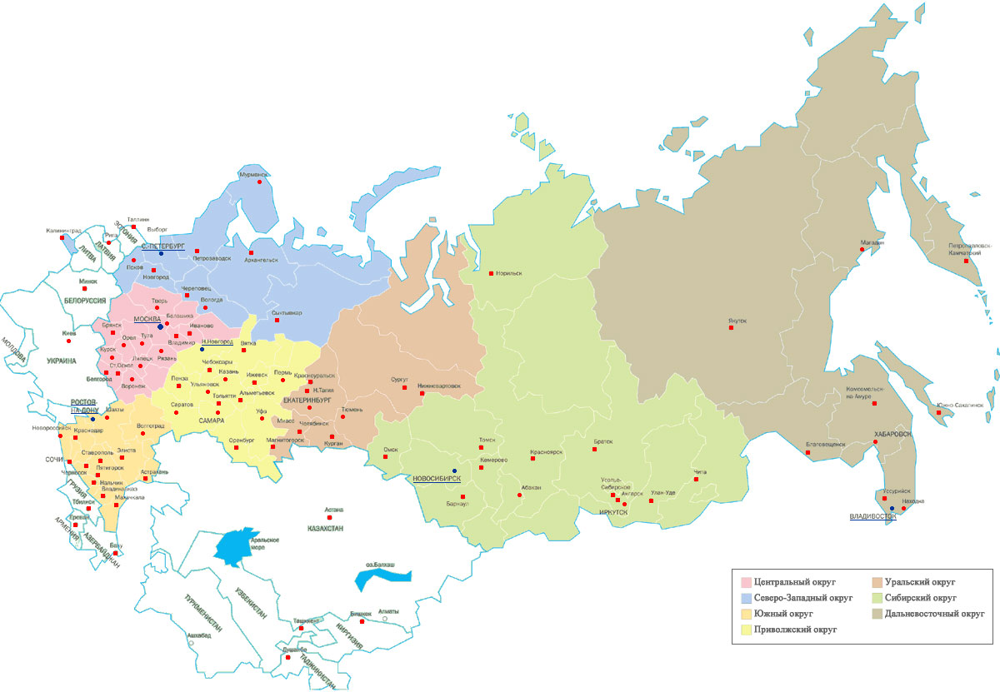 Мурманск
Таллинн
Выборг
ЭСТОНИЯ
Калининград
Рига
ЛАТВИЯ
ЛИТВА
С.-ПЕТЕРБУРГ
Петрозаводск
Архангельск
Псков
Новгород
Норильск
Магадан
Петропавловск-
Камчатский
Минск
БЕЛОРУССИЯ
Череповец
Вологда
Тверь
Сыктывкар
МОСКВА
Балашиха
Якутск
Брянск
Иваново
Киев
МОЛДОВА
УКРАИНА
Орел
Тула
Владимир
Н.Новгород
Вятка
Курск
Липецк
Рязань
Ст.Оскол
Чебоксары
Казань
Ижевск
Пермь
Красноуральск
Белгород
Воронеж
Пенза
Ульяновск
Альметьевск
Н.Тагил
Сургут
Нижневартовск
Тольятти
ЕКАТЕРИНБУРГ
РОСТОВ-
НА-ДОНУ
Шахты
Саратов
САМАРА
Уфа
Тюмень
Миасс
Челябинск
Комсомольск-
на-Амуре
Южно-Сахалинск
Новороссийск
Краснодар
Волгоград
Оренбург
Магнитогорск
Курган
Томск
Братск
ХАБАРОВСК
Благовещенск
СОЧИ
Ставрополь
Элиста
Омск
Кемерово
Красноярск
Черкесск
Пятигорск
Астрахань
НОВОСИБИРСК
Чита
Нальчик
Владикавказ
Махачкала
ГРУЗИЯ
Тбилиси
Барнаул
Абакан
Усолье-
Сибирское
Ангарск
Улан-Уде
ИРКУТСК
Уссурийск
Находка
ВЛАДИВОСТОК
Ереван
АРМЕНИЯ
АЗЕРБАЙДЖАН
Баку
Астана
КАЗАХСТАН
Аральское
море
оз.Балхаш
ТУРКМЕНИСТАН
УЗБЕКИСТАН
Ашхабад
Ташкент
Бишкек
Алматы
КИРГИЗИЯ
Душанбе
ТАДЖИКИСТАН
Центральный округ
Северо-Западный округ
Южный округ
Приволжский округ
Уральский округ
Сибирский округ
Дальневосточный округ